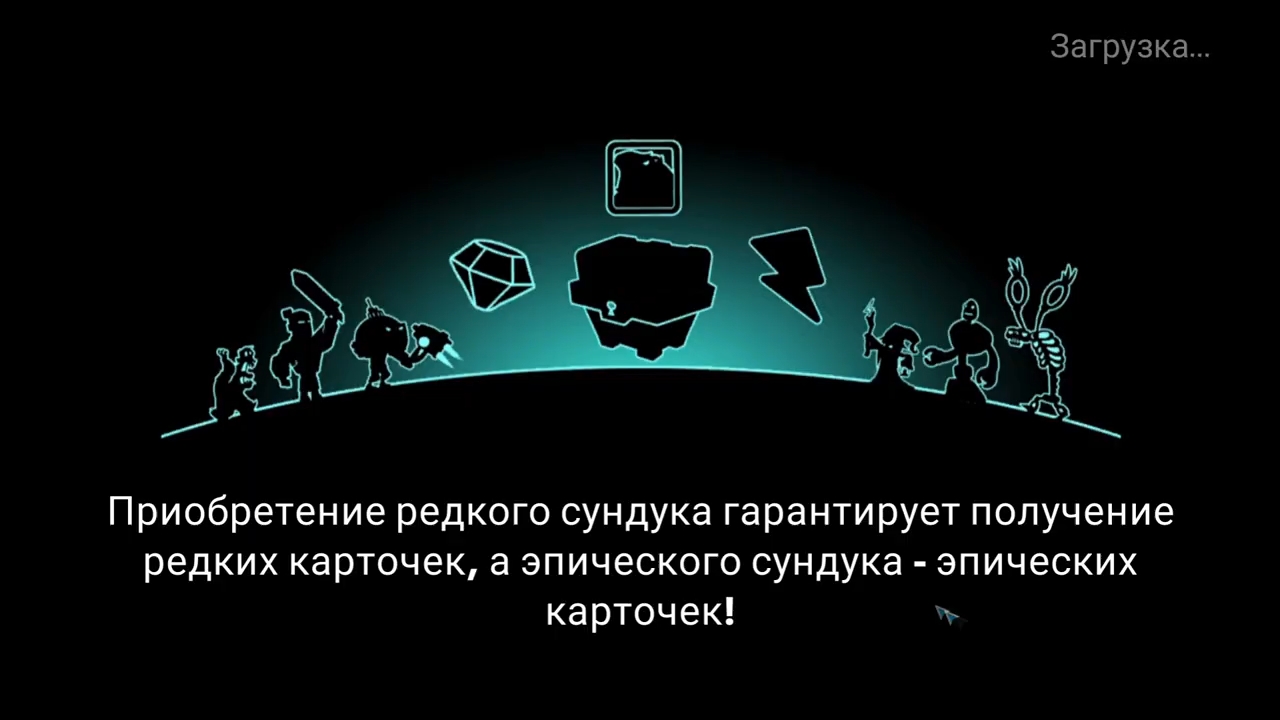 Загрузка...
Приобретение редкого сундука гарантирует получение
редких карточек, а эпического сундука - эпических
карточек!